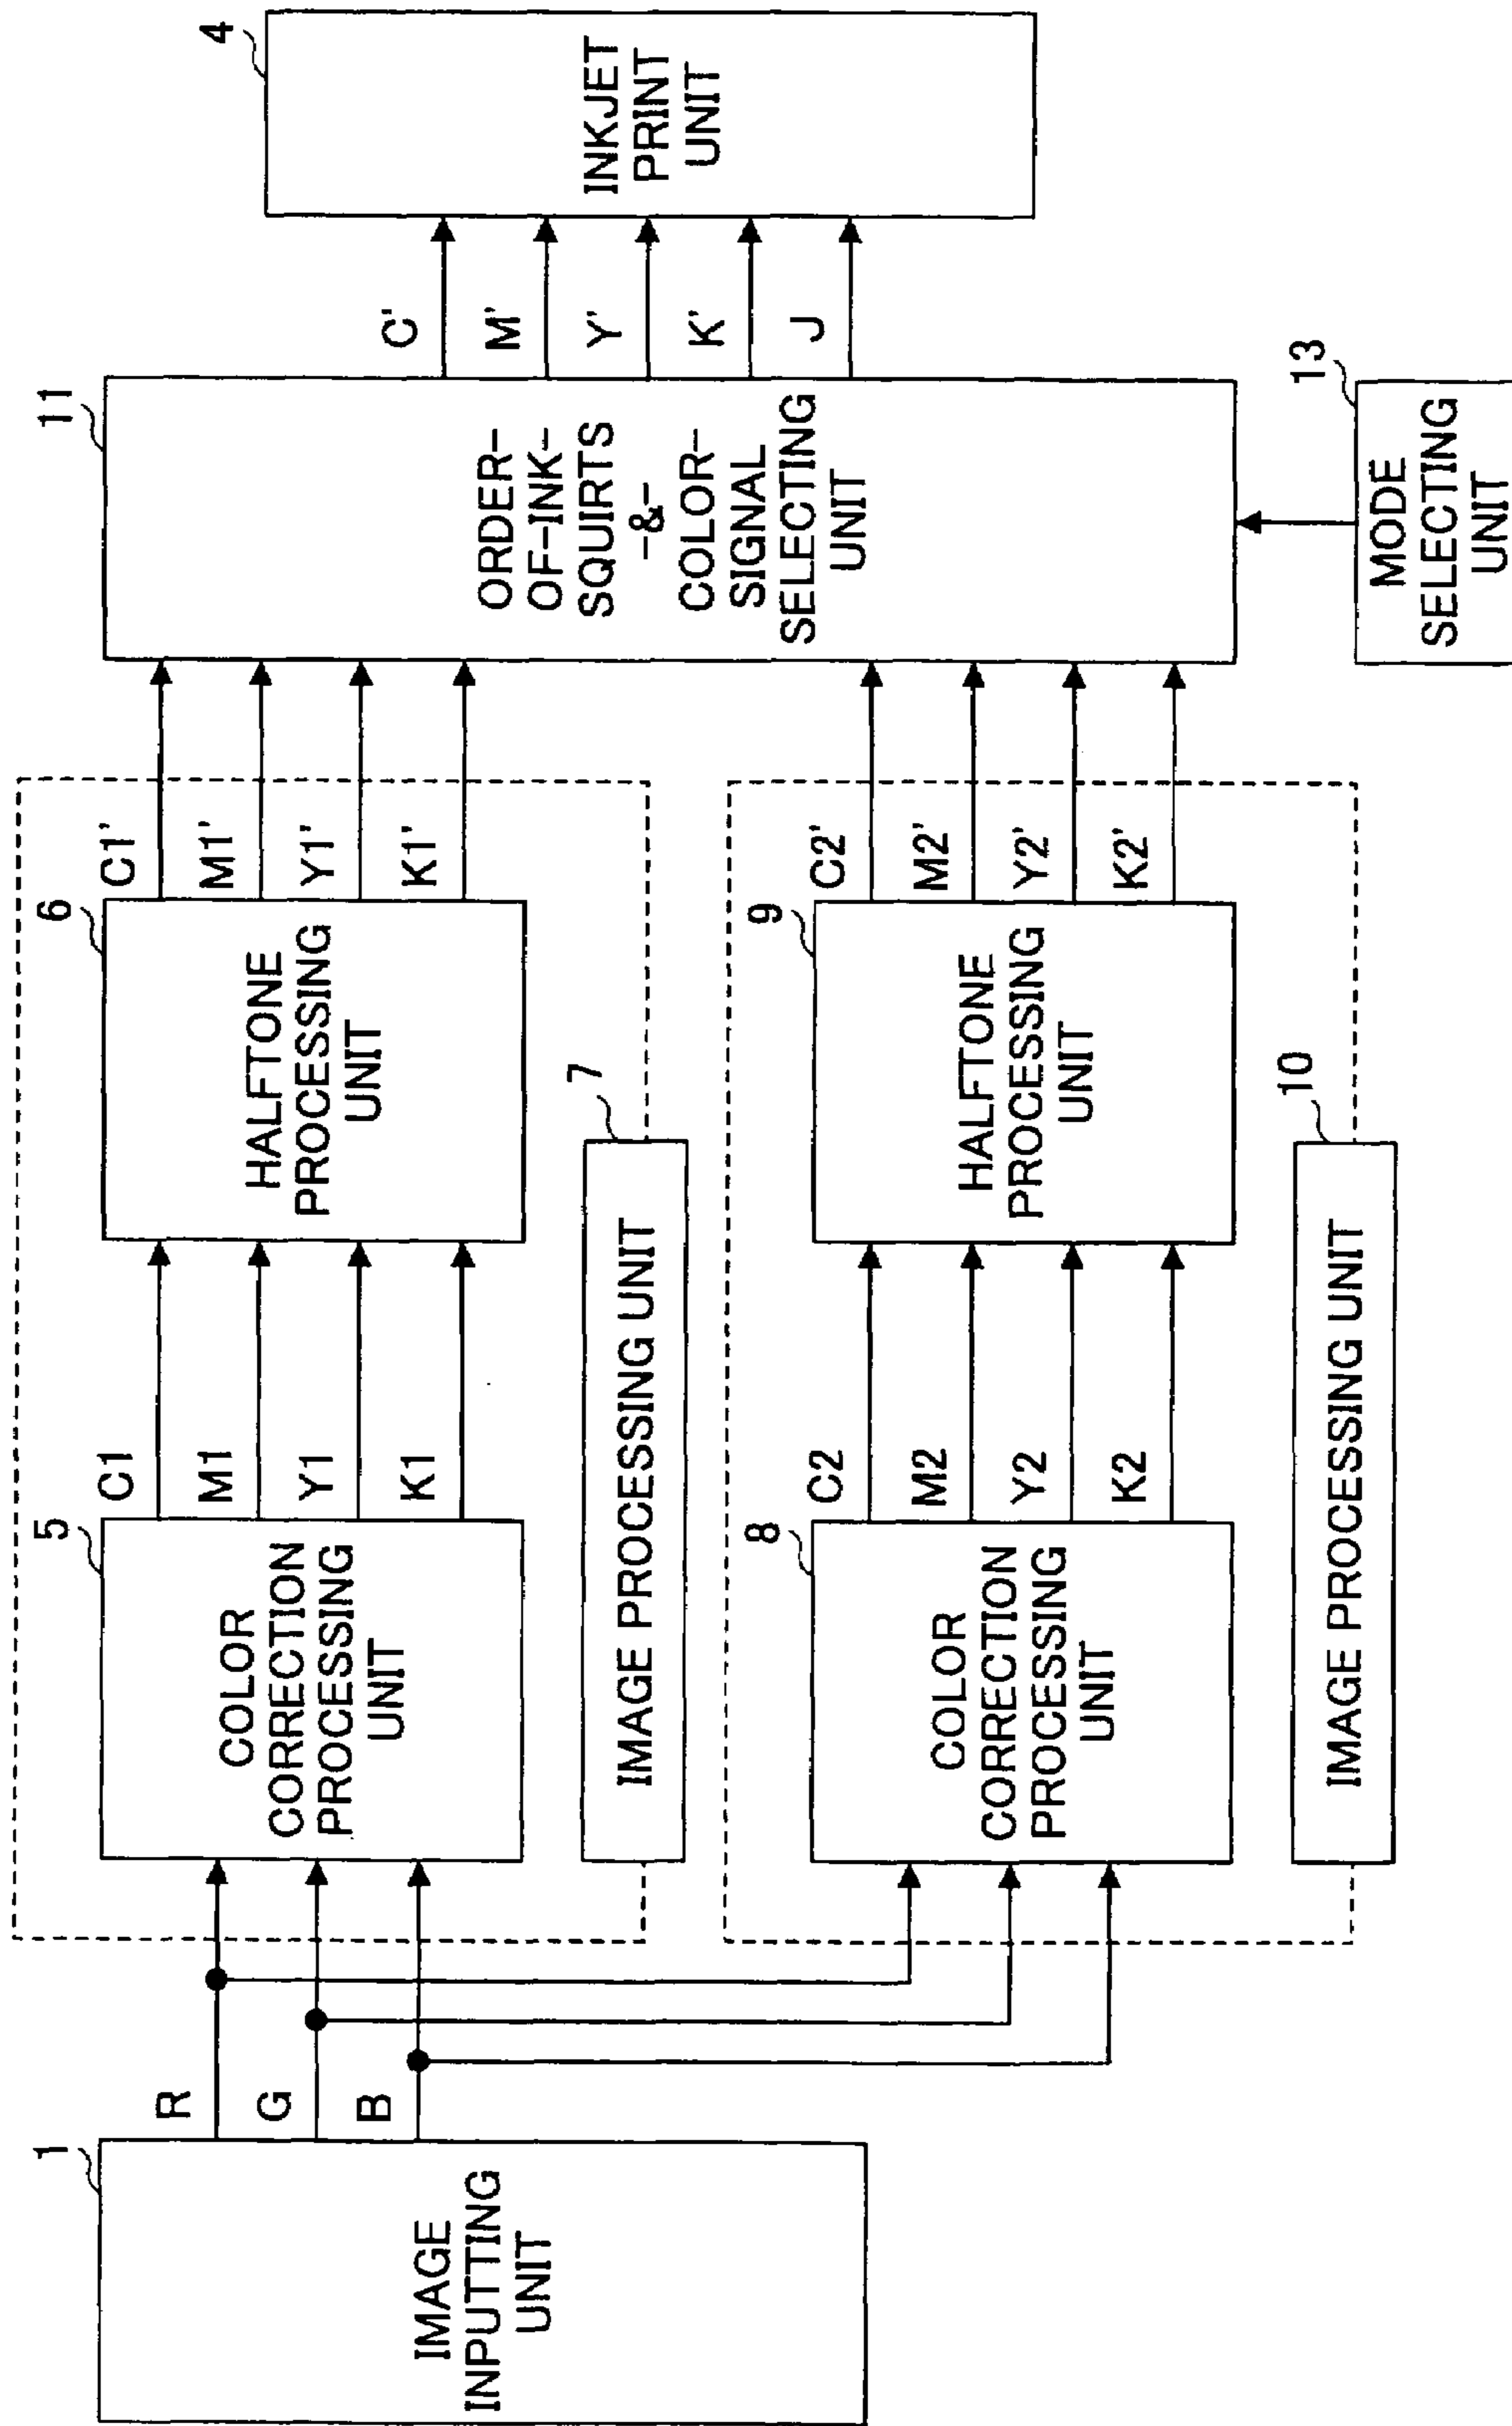 1
IMAGE
INPUTTING
UNIT
R
G
B
5
COLOR
CORRECTION
PROCESSING
UNIT
C1
M1
Y1
K1
6
HALFTONE
PROCESSING
UNIT
C1'
M1'
Y1'
K1'
7
IMAGE PROCESSING UNIT
8
COLOR
CORRECTION
PROCESSING
UNIT
C2
M2
Y2
K2
9
HALFTONE
PROCESSING
UNIT
C2'
M2'
Y2'
K2'
10
IMAGE PROCESSING UNIT
11
ORDER-
OF-INK-
SQUIRTS
-&-
COLOR-
SIGNAL
SELECTING
UNIT
13
MODE
SELECTING
UNIT
C'
M'
Y'
K'
J
4
INKJET
PRINT
UNIT